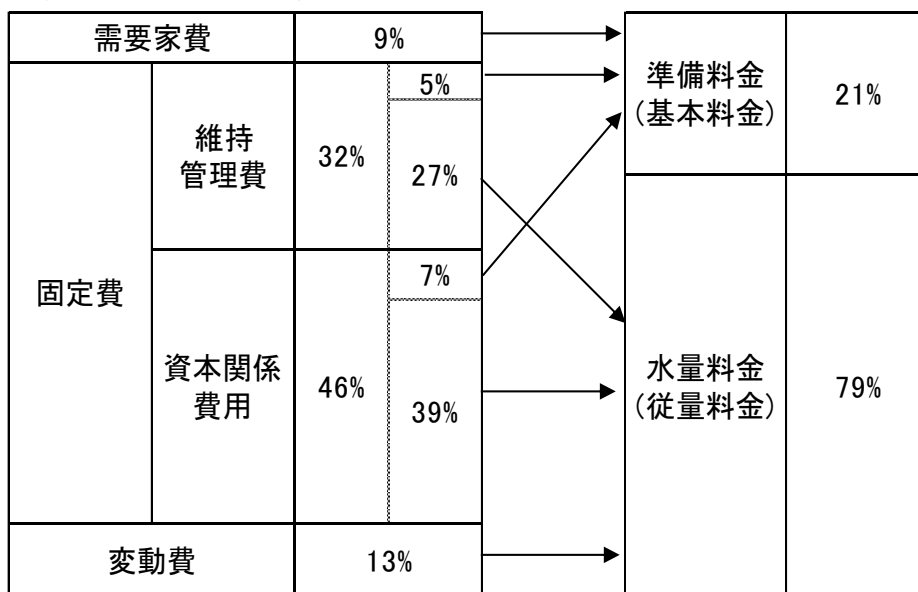 需要家費
9%
準備料金
(基本料金)
21%
固定費
維持
管理費
32%
5%
27%
資本関係
費用
46%
7%
39%
水量料金
(従量料金)
79%
変動費
13%